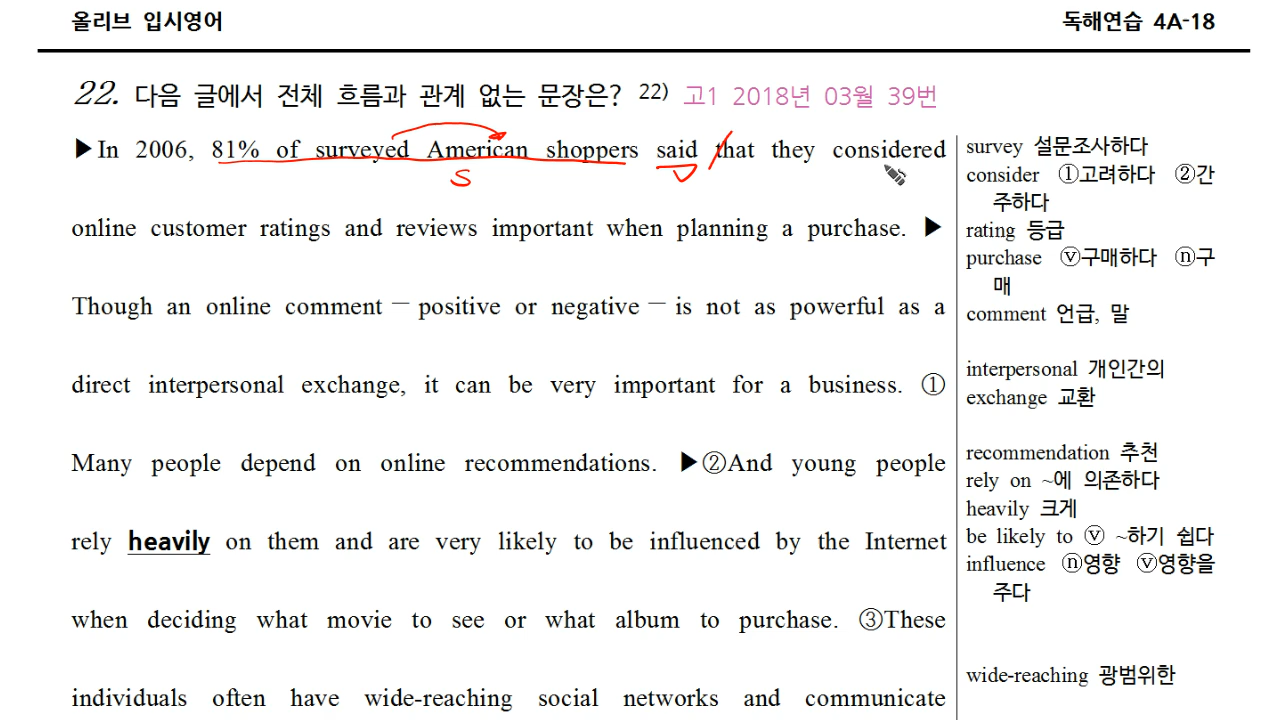 올리브 입시영어 독해연습 4A-18
22. 다음 글에서 전체 흐름과 관계 없는 문장은? 22) 고1 2018년 03월 39번
▶In 2006, 81% of surveyed American shoppers said that they considered
S V
online customer ratings and reviews important when planning a purchase. ▶
Though an online comment — positive or negative — is not as powerful as a
direct interpersonal exchange, it can be very important for a business. ①
Many people depend on online recommendations. ▶②And young people
rely heavily on them and are very likely to be influenced by the Internet
when deciding what movie to see or what album to purchase. ③These
individuals often have wide-reaching social networks and communicate
survey 설문조사하다
consider ①고려하다 ②간
주하다
rating 등급
purchase ⓥ구매하다 ⓝ구
매
comment 언급, 말
interpersonal 개인간의
exchange 교환
recommendation 추천
rely on ~에 의존하다
heavily 크게
be likely to ⓥ ~하기 쉽다
influence ⓝ영향 ⓥ영향을
주다
wide-reaching 광범위한